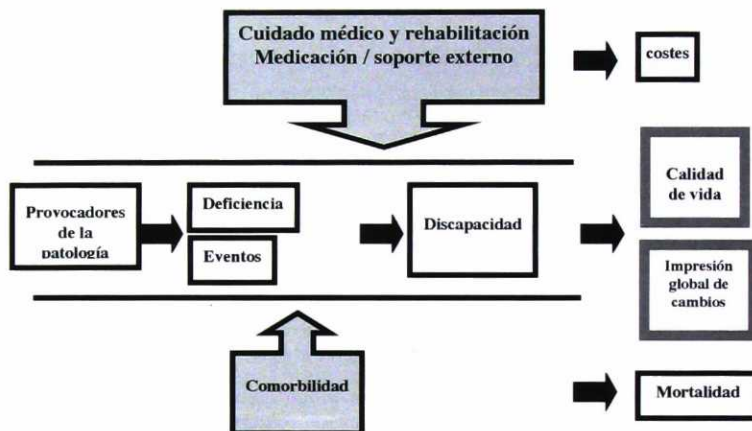 Cuidado médico y rehabilitación
Medicación / soporte externo
costes
Provocadores
de la
patología
Deficiencia
Eventos
Discapacidad
Calidad
de vida
Impresión
global de
cambios
Comorbilidad
Mortalidad